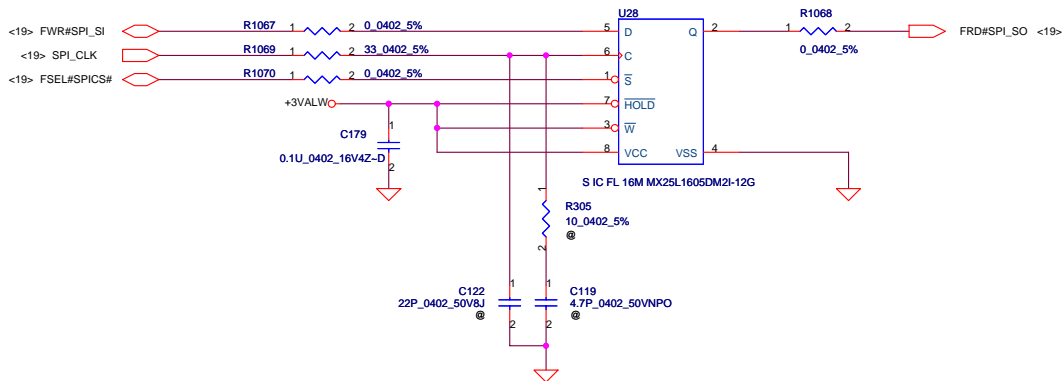 U28
<19> FWR#SPI_SI R1067 1 2 0_0402_5% 5 D Q 2 R1068 1 2 0_0402_5% FRD#SPI_SO <19>
<19> SPI_CLK R1069 1 2 33_0402_5% 6 C
<19> FSEL#SPICS# R1070 1 2 0_0402_5% 1 S
+3VALW 7 HOLD
3 W
8 VCC VSS 4
C179 1
0.1U_0402_16V4Z~D
2
S IC FL 16M MX25L1605DM2I-12G
1
R305
10_0402_5%
@
2
C122 1 1 C119
22P_0402_50V8J 4.7P_0402_50VNPO
@ 2 2 @